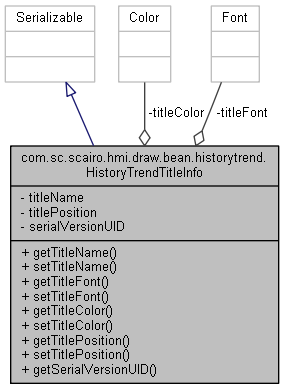 Serializable
Color
Font
-titleColor
-titleFont
com.sc.scairo.hmi.draw.bean.historytrend.
HistoryTrendTitleInfo
- titleName
- titlePosition
- serialVersionUID
+ getTitleName()
+ setTitleName()
+ getTitleFont()
+ setTitleFont()
+ getTitleColor()
+ setTitleColor()
+ getTitlePosition()
+ setTitlePosition()
+ getSerialVersionUID()